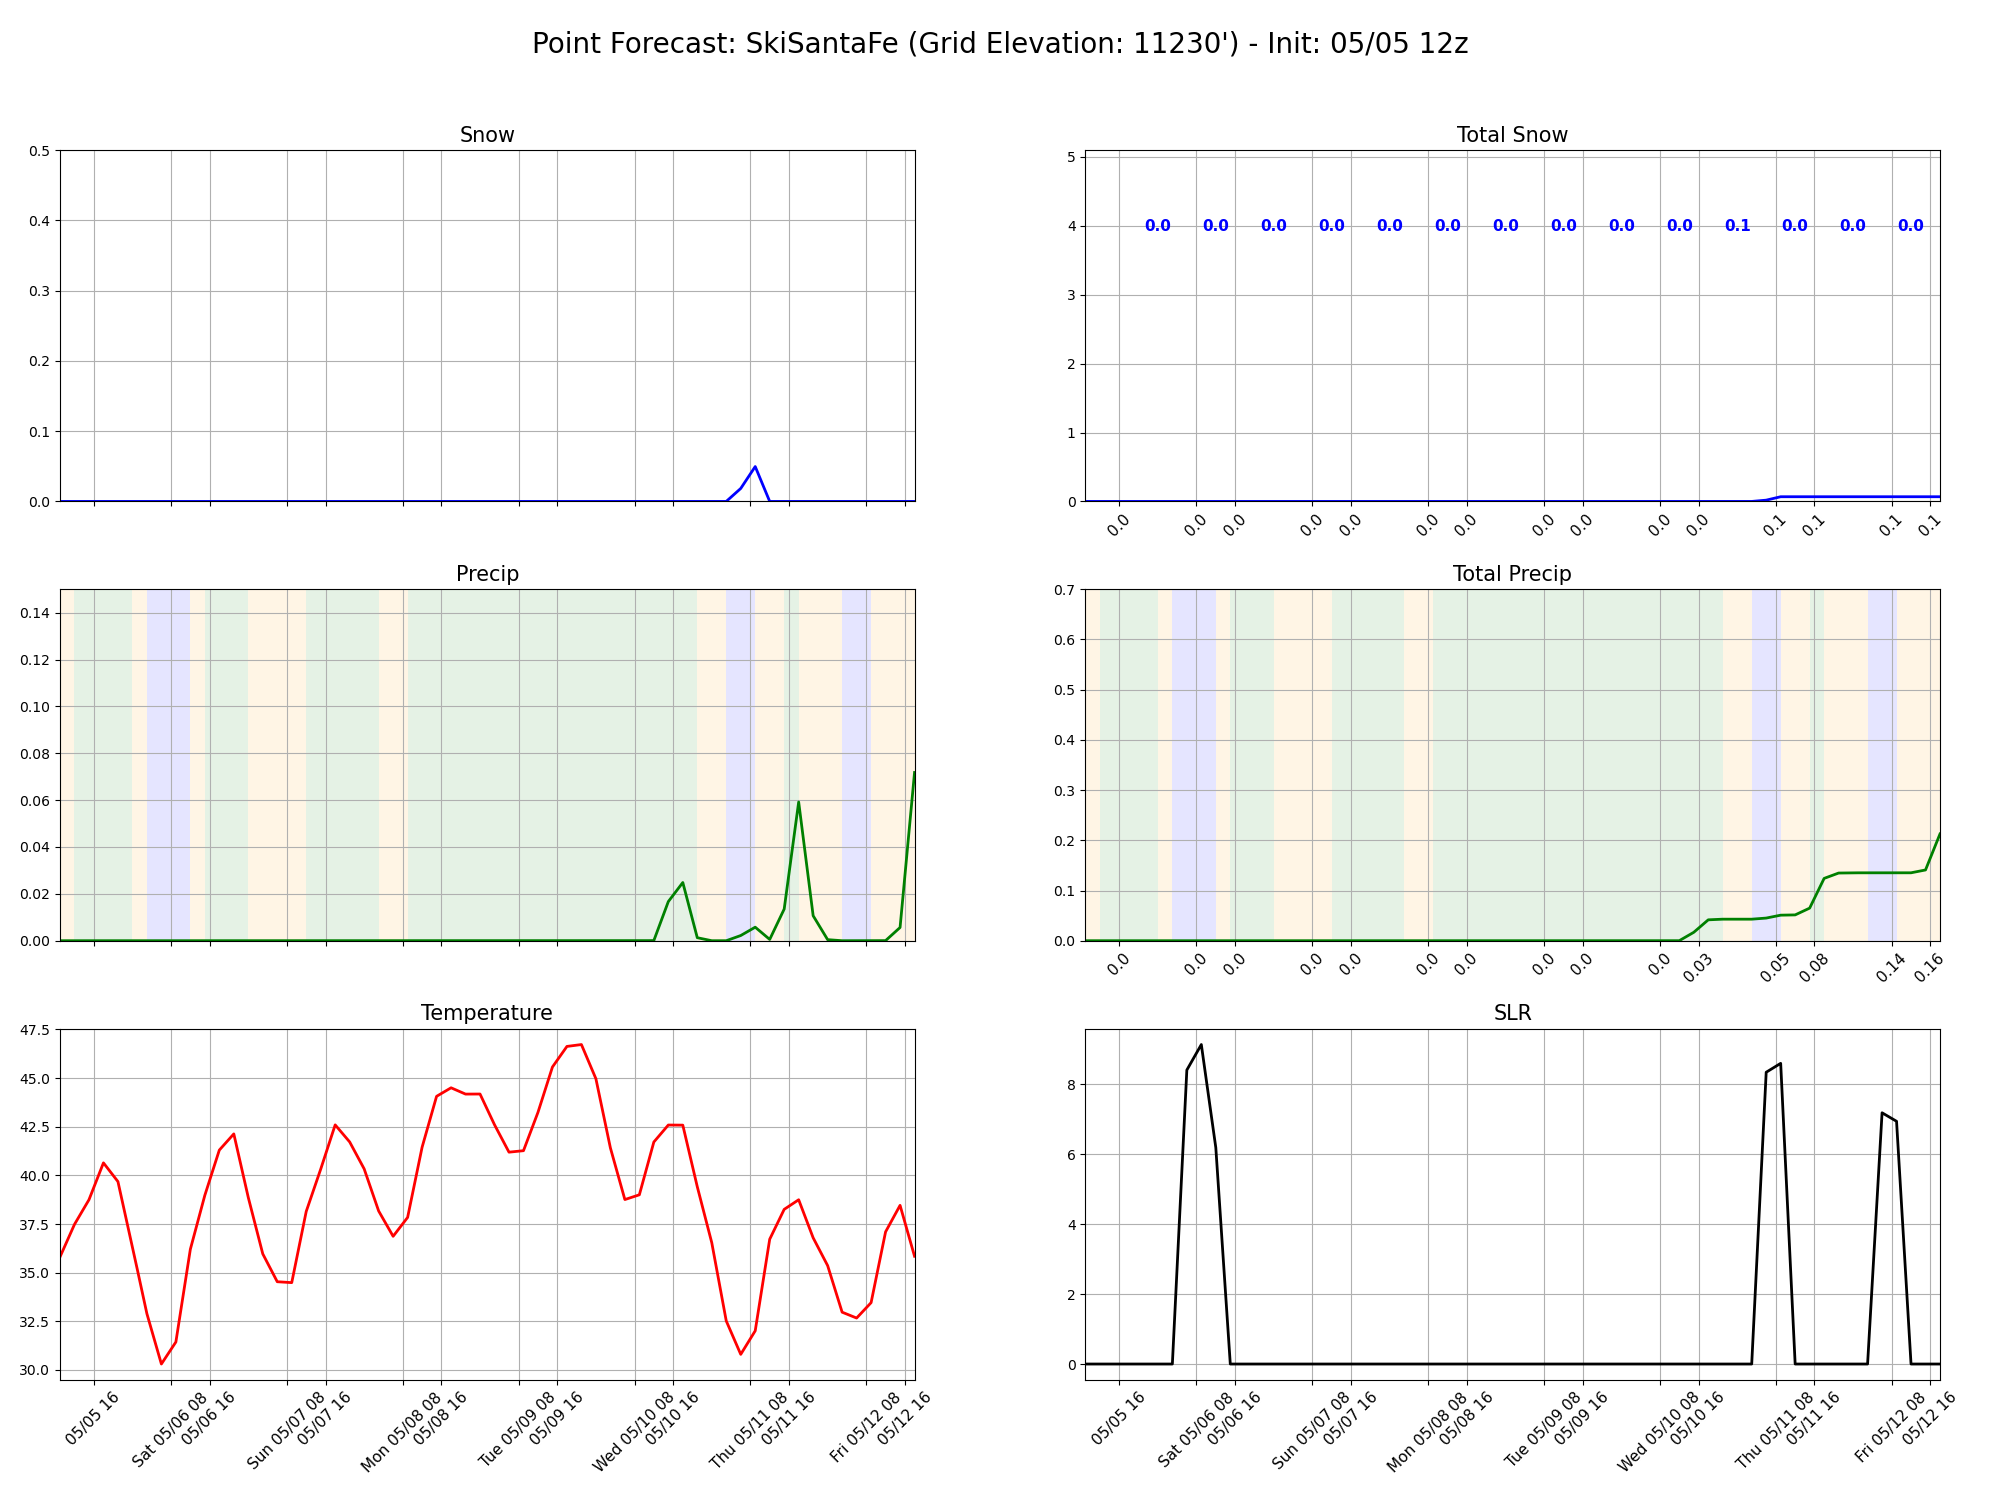 Point Forecast: SkiSantaFe (Grid Elevation: 11230') - Init: 05/05 12z
Snow
0.5
0.4
0.3
0.2
0.1
0.0
Total Snow
5
4
3
2
1
0
0.0 0.0 0.0 0.0 0.0 0.0 0.0 0.0 0.0 0.0 0.1 0.0 0.0 0.0
0.0 0.0 0.0 0.0 0.0 0.0 0.0 0.0 0.0 0.0 0.0 0.1 0.1 0.1 0.1
Precip
0.14
0.12
0.10
0.08
0.06
0.04
0.02
0.00
Total Precip
0.7
0.6
0.5
0.4
0.3
0.2
0.1
0.0
0.0 0.0 0.0 0.0 0.0 0.0 0.0 0.0 0.0 0.0 0.03 0.05 0.08 0.14 0.16
Temperature
47.5
45.0
42.5
40.0
37.5
35.0
32.5
30.0
05/05 16
Sat 05/06 08
05/06 16
Sun 05/07 08
05/07 16
Mon 05/08 08
05/08 16
Tue 05/09 08
05/09 16
Wed 05/10 08
05/10 16
Thu 05/11 08
05/11 16
Fri 05/12 08
05/12 16
SLR
8
6
4
2
0
05/05 16
Sat 05/06 08
05/06 16
Sun 05/07 08
05/07 16
Mon 05/08 08
05/08 16
Tue 05/09 08
05/09 16
Wed 05/10 08
05/10 16
Thu 05/11 08
05/11 16
Fri 05/12 08
05/12 16